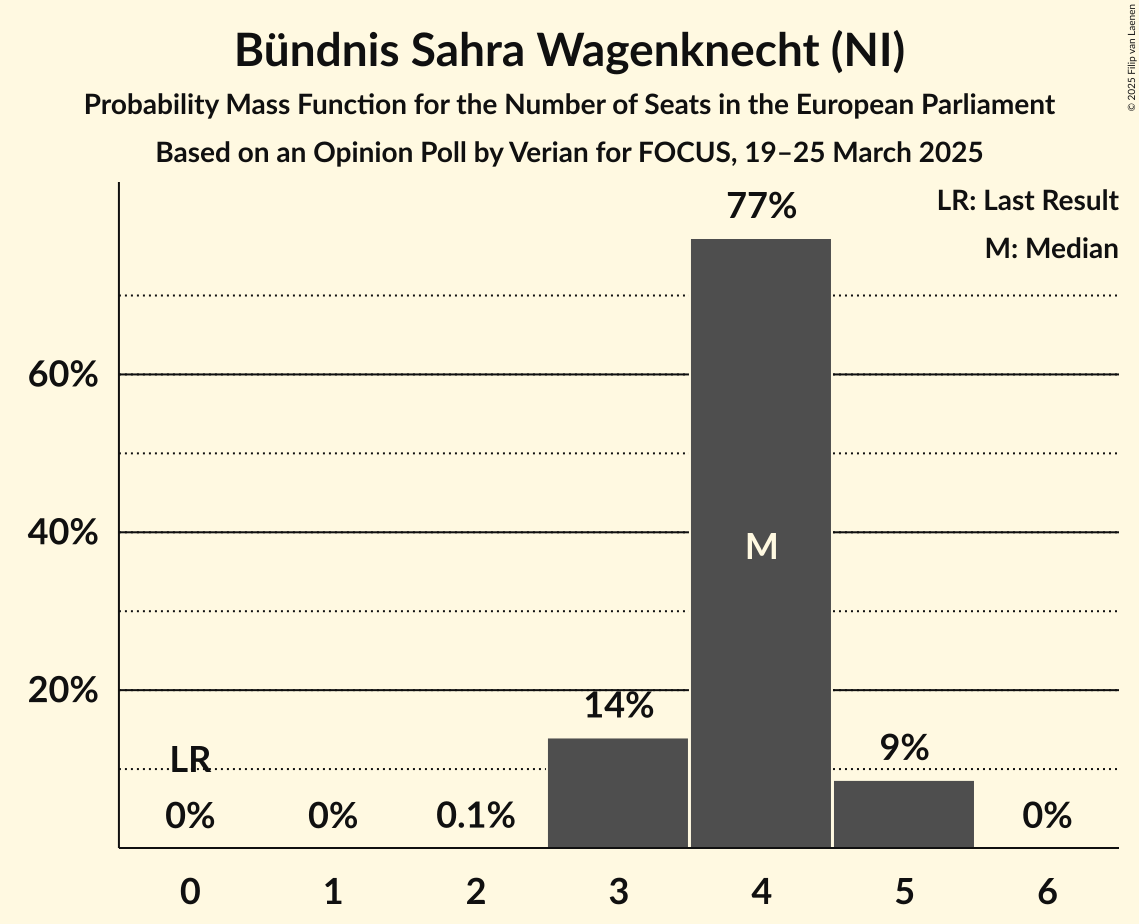 Bündnis Sahra Wagenknecht (NI)
Probability Mass Function for the Number of Seats in the European Parliament
Based on an Opinion Poll by Verian for FOCUS, 19–25 March 2025
© 2025 Filip van Laenen
LR: Last Result
M: Median
77%
60%
40%
M
20%
14%
9%
LR
0%
0%
0.1%
0%
0
1
2
3
4
5
6